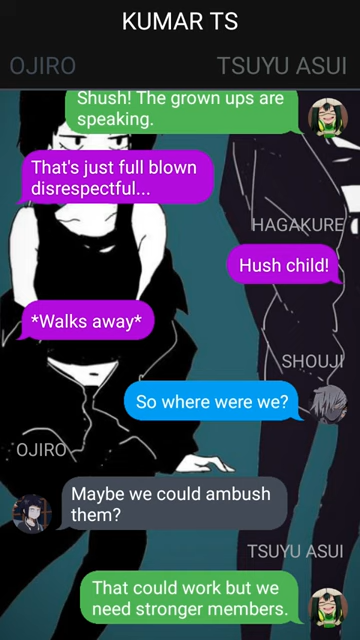 KUMAR TS
OJIRO
TSUYU ASUI
Shush! The grown ups are
speaking.
That's just full blown
disrespectful...
HAGAKURE
Hush child!
*Walks away*
SHOUJI
So where were we?
OJIRO
Maybe we could ambush
them?
TSUYU ASUI
That could work but we
need stronger members.